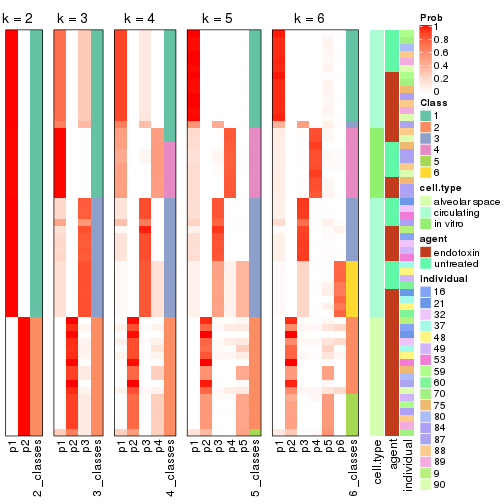 k = 2
k = 3
k = 4
k = 5
k = 6
p1
p2
2_classes
p1
p2
p3
3_classes
p1
p2
p3
p4
4_classes
p1
p2
p3
p4
p5
5_classes
p1
p2
p3
p4
p5
p6
6_classes
cell.type
agent
individual
Prob
1
0.8
0.6
0.4
0.2
0
Class
1
2
3
4
5
6
cell.type
alveolar space
circulating
in vitro
agent
endotoxin
untreated
individual
16
21
32
37
48
49
53
59
60
70
75
80
84
87
88
89
9
90